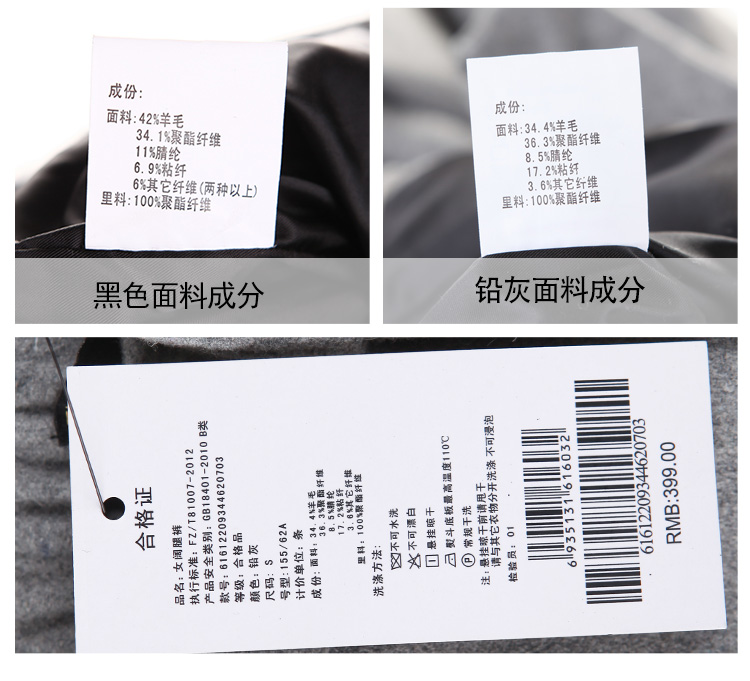 成份:
面料:42%羊毛
34.1%聚酯纤维
11%腈纶
6.9%粘纤
6%其它纤维(两种以上)
里料:100%聚酯纤维
黑色面料成分
成份:
面料:34.4%羊毛
36.3%聚酯纤维
8.5%腈纶
17.2%粘纤
3.6%其它纤维
里料:100%聚酯纤维
铅灰面料成分
合格证
品名:女阔腿裤
执行标准:FZ/T81007-2012
产品安全类别:GB18401-2010 B类
款号:6161220934462070​3
等级:合格品
颜色:铅灰
尺码:S
号型:155/62A
计价单位:条
成份:面料:34.4%羊毛
36.3%聚酯纤维
8.5%腈纶
17.2%粘纤
3.6%其它纤维
里料:100%聚酯纤维
洗涤方法:
不可水洗
不可漂白
悬挂晾干
熨斗底板最高温度110℃
常规干洗
注:悬挂晾干前请甩干
请与其它衣物分开洗涤 不可浸泡
检验员:01
6935131616032
61612209344620703
RMB:399.00